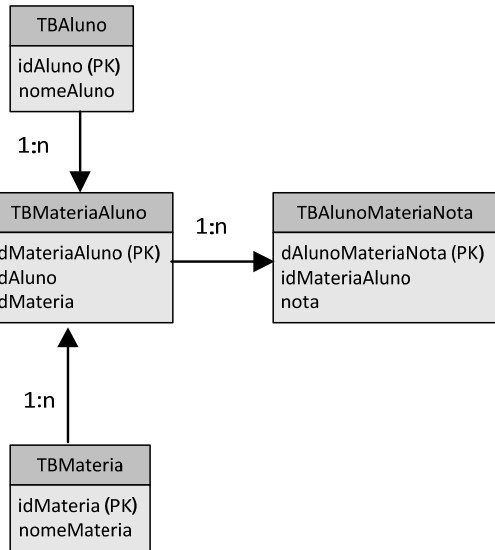 TBAluno
idAluno (PK)
nomeAluno
1:n
TBMateriaAluno
dMateriaAluno (PK)
dAluno
dMateria
1:n
TBAlunoMateriaNota
dAlunoMateriaNota (PK)
idMateriaAluno
nota
1:n
TBMateria
idMateria (PK)
nomeMateria